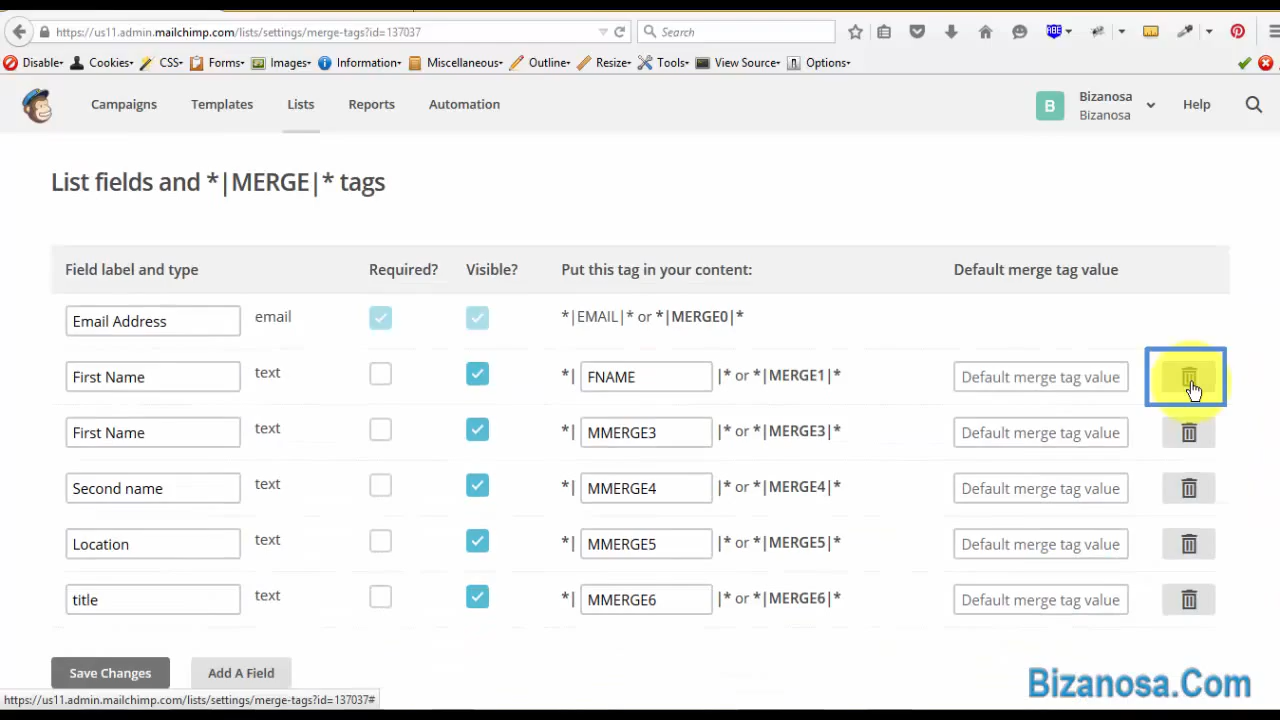 https://us11.admin.mailchimp.com/lists/settings/merge-tags?id=137037
Search
ABE
Disable Cookies CSS Forms Images Information Miscellaneous Outline Resize Tools View Source Options
Campaigns Templates Lists Reports Automation
B
Bizanosa
Bizanosa
Help
List fields and *|MERGE|* tags
Field label and type Required? Visible? Put this tag in your content: Default merge tag value
Email Address email *|EMAIL|* or *|MERGE0|*
First Name text *| FNAME |* or *|MERGE1|* Default merge tag value
First Name text *| MMERGE3 |* or *|MERGE3|* Default merge tag value
Second name text *| MMERGE4 |* or *|MERGE4|* Default merge tag value
Location text *| MMERGE5 |* or *|MERGE5|* Default merge tag value
title text *| MMERGE6 |* or *|MERGE6|* Default merge tag value
Save Changes Add A Field
https://us11.admin.mailchimp.com/lists/settings/merge-tags?id=137037#
Bizanosa.Com